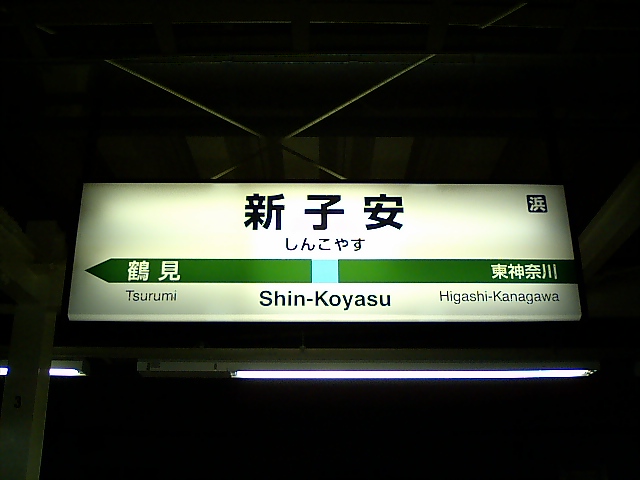 新子安
浜
しんこやす
鶴見
東神奈川
Tsurumi
Shin-Koyasu
Higashi-Kanagawa
3